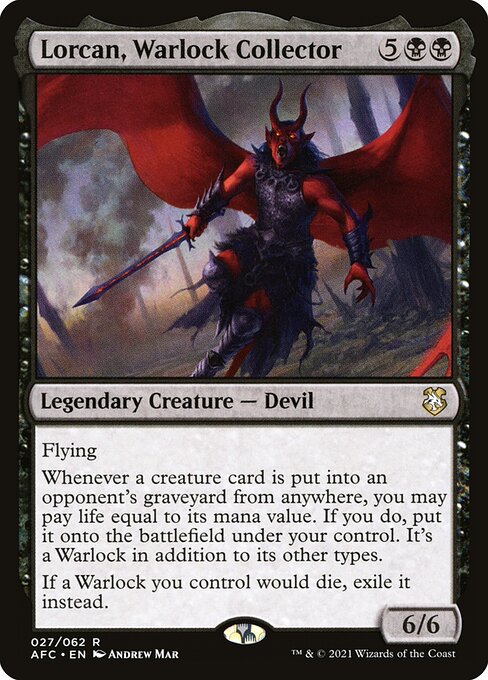 Lorcan, Warlock Collector 5
Legendary Creature — Devil
Flying
Whenever a creature card is put into an
opponent's graveyard from anywhere, you may
pay life equal to its mana value. If you do, put
it onto the battlefield under your control. It's
a Warlock in addition to its other types.
If a Warlock you control would die, exile it
instead.
6/6
027/062 R
AFC • EN Andrew Mar
™ & © 2021 Wizards of the Coast